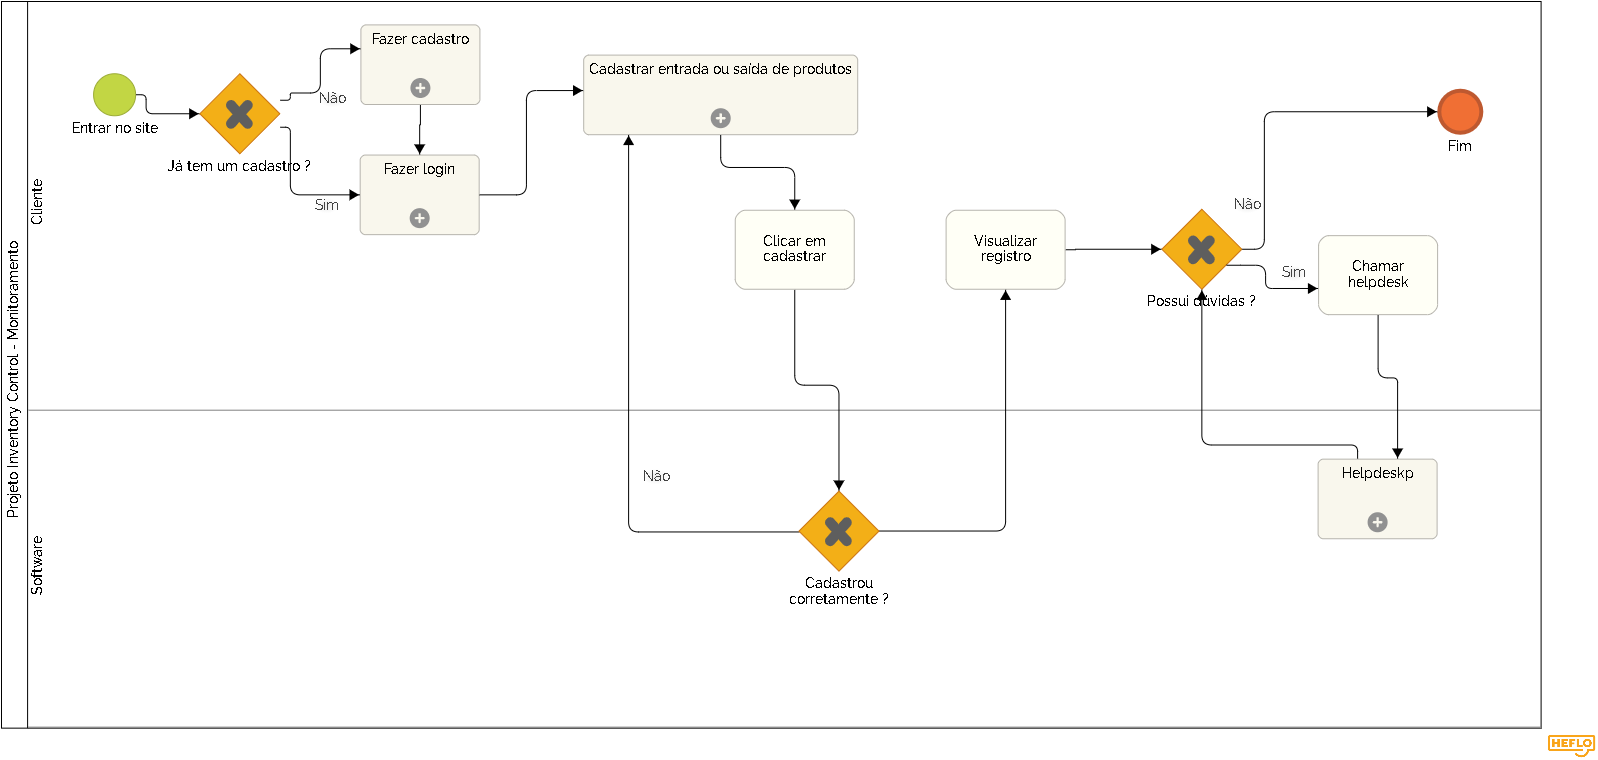 Projeto Inventory Control - Monitoramento
Cliente
Entrar no site
Já tem um cadastro ?
Não
Sim
Fazer cadastro
Fazer login
Cadastrar entrada ou saída de produtos
Clicar em
cadastrar
Visualizar
registro
Possui dúvidas ?
Não
Sim
Fim
Chamar
helpdesk
Software
Não
Cadastrou
corretamente ?
Helpdeskp
HEFLO